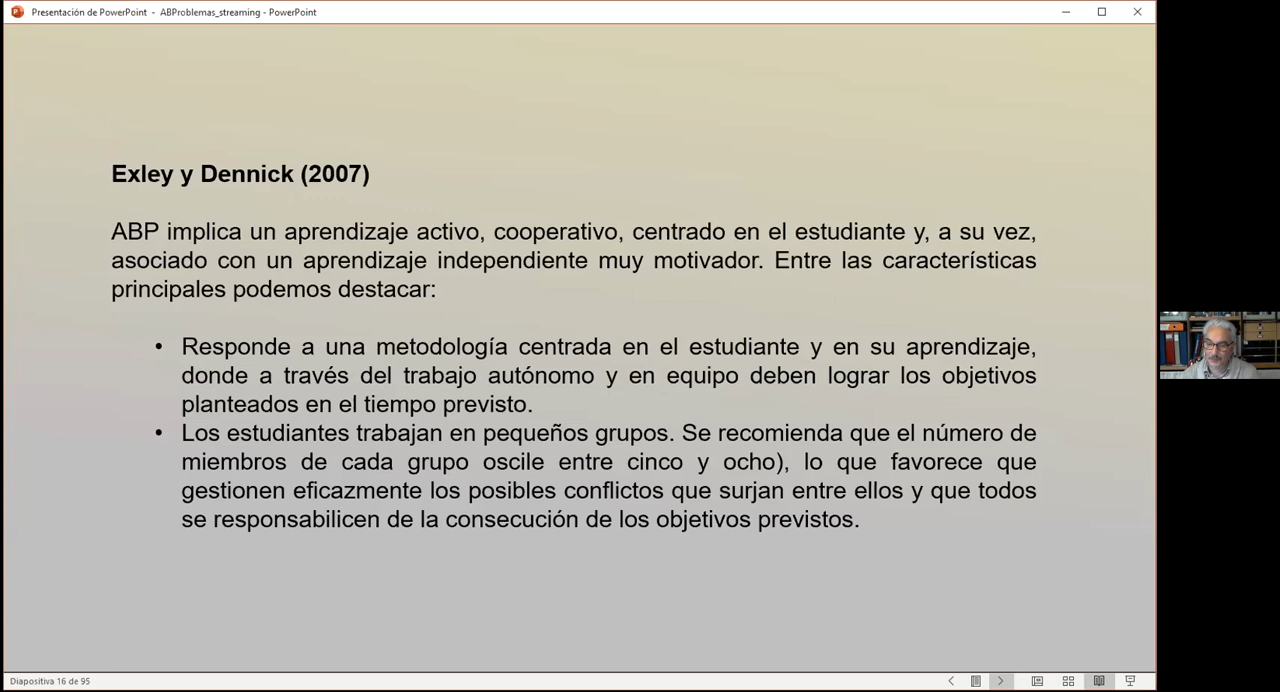 Presentación de PowerPoint - ABProblemas_streaming - PowerPoint
Exley y Dennick (2007)
ABP implica un aprendizaje activo, cooperativo, centrado en el estudiante y, a su vez,
asociado con un aprendizaje independiente muy motivador. Entre las características
principales podemos destacar:
• Responde a una metodología centrada en el estudiante y en su aprendizaje,
donde a través del trabajo autónomo y en equipo deben lograr los objetivos
planteados en el tiempo previsto.
• Los estudiantes trabajan en pequeños grupos. Se recomienda que el número de
miembros de cada grupo oscile entre cinco y ocho), lo que favorece que
gestionen eficazmente los posibles conflictos que surjan entre ellos y que todos
se responsabilicen de la consecución de los objetivos previstos.
Diapositiva 16 de 95